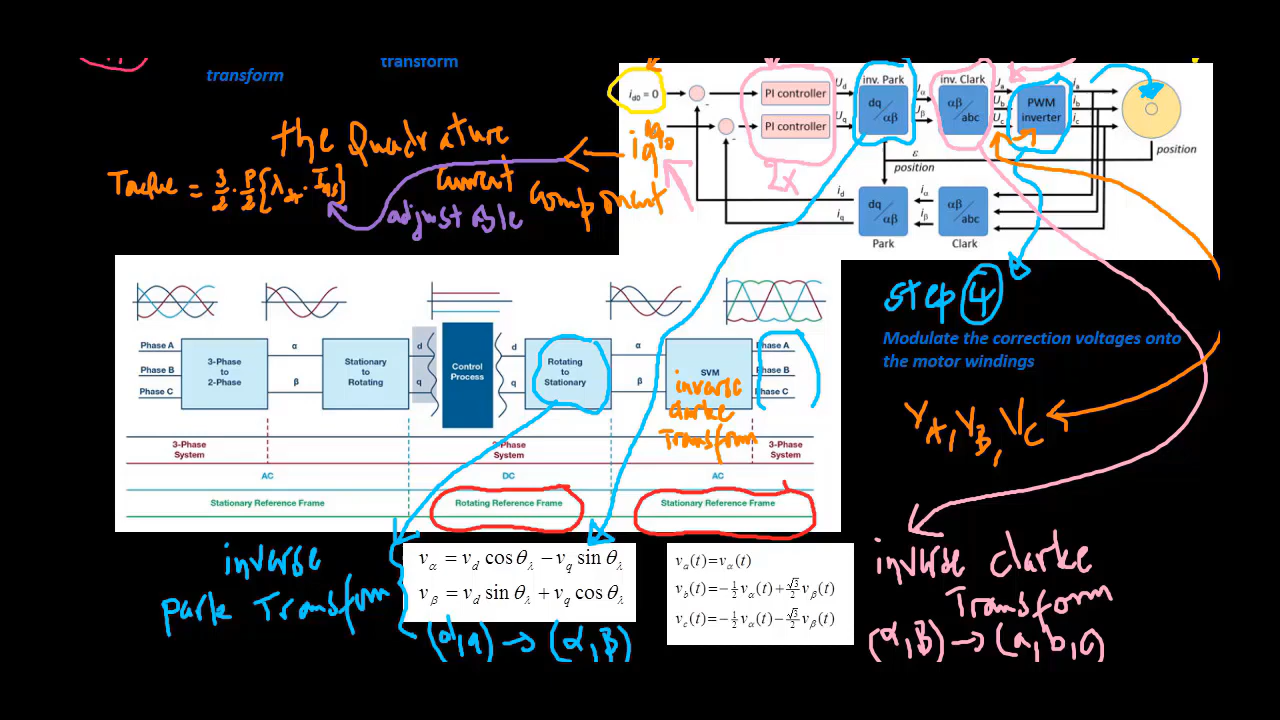 transform
transform
the Quadrature
current
component
adjustable
i_d0 = 0
PI controller
PI controller
2x
U_d
U_q
inv. Park
dq
αβ
U_α
U_β
inv. Clark
αβ
abc
U_a
U_b
U_c
PWM
inverter
i_a
i_b
i_c
ε
position
position
i_d
i_q
dq
αβ
Park
i_α
i_β
αβ
abc
Clark
step 4
Modulate the correction voltages onto
the motor windings
V_A, V_B, V_C
Phase A
Phase B
Phase C
3-Phase
to
2-Phase
α
β
Stationary
to
Rotating
d
q
Control
Process
d
q
Rotating
to
Stationary
α
β
SVM
inverse
clarke
Transform
Phase A
Phase B
Phase C
3-Phase
System
3-Phase
System
3-Phase
System
AC
DC
AC
Stationary Reference Frame
Rotating Reference Frame
Stationary Reference Frame
inverse
park Transform
v_α = v_d cos θ_λ − v_q sin θ_λ
v_β = v_d sin θ_λ + v_q cos θ_λ
(d,q) → (α,β)
v_a(t)=v_α(t)
v_b(t)=−½ v_α(t)+ √3/2 v_β(t)
v_c(t)=−½ v_α(t)− √3/2 v_β(t)
inverse clarke
Transform
(α,β) → (a,b,c)